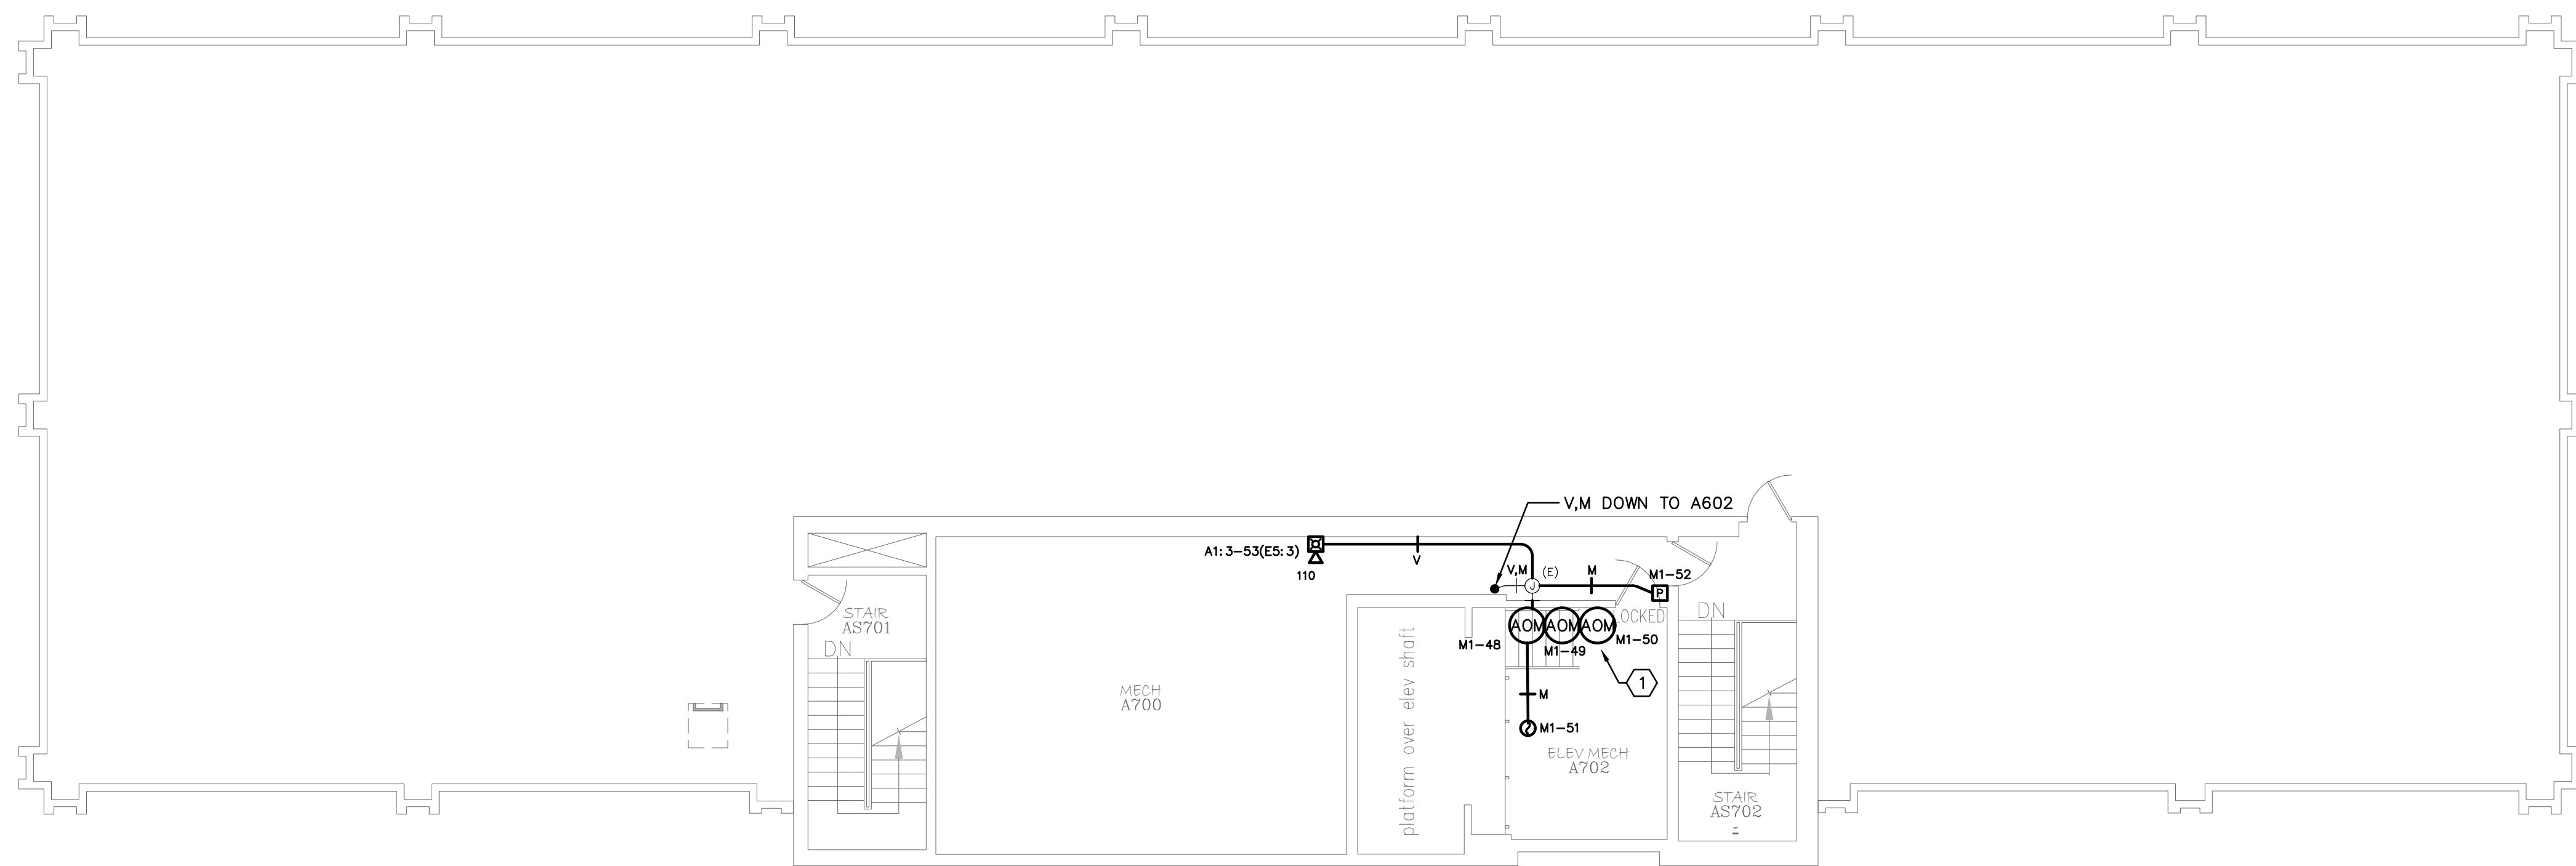 V,M DOWN TO A602
A1:3-53(E5:3)
110
V
V,M
(E)
J
M
M1-52
P
STAIR
AS701
DN
LOCKED
DN
AOM
AOM
AOM
M1-48
M1-49
M1-50
1
platform over elev shaft
MECH
A700
M
M1-51
ELEV MECH
A702
STAIR
AS702